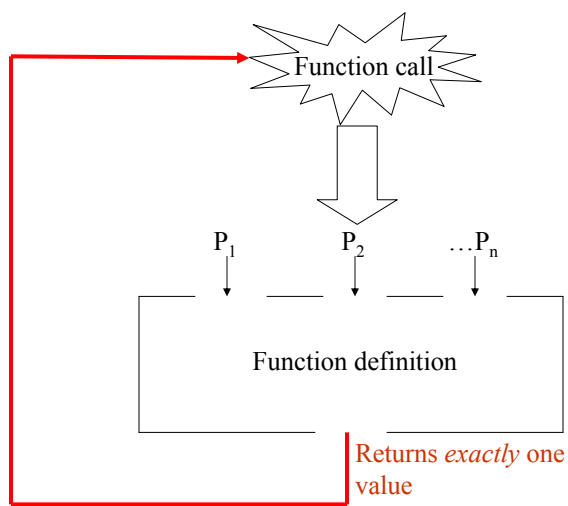 Function call
P₁ P₂ …Pₙ
Function definition
Returns exactly one
value